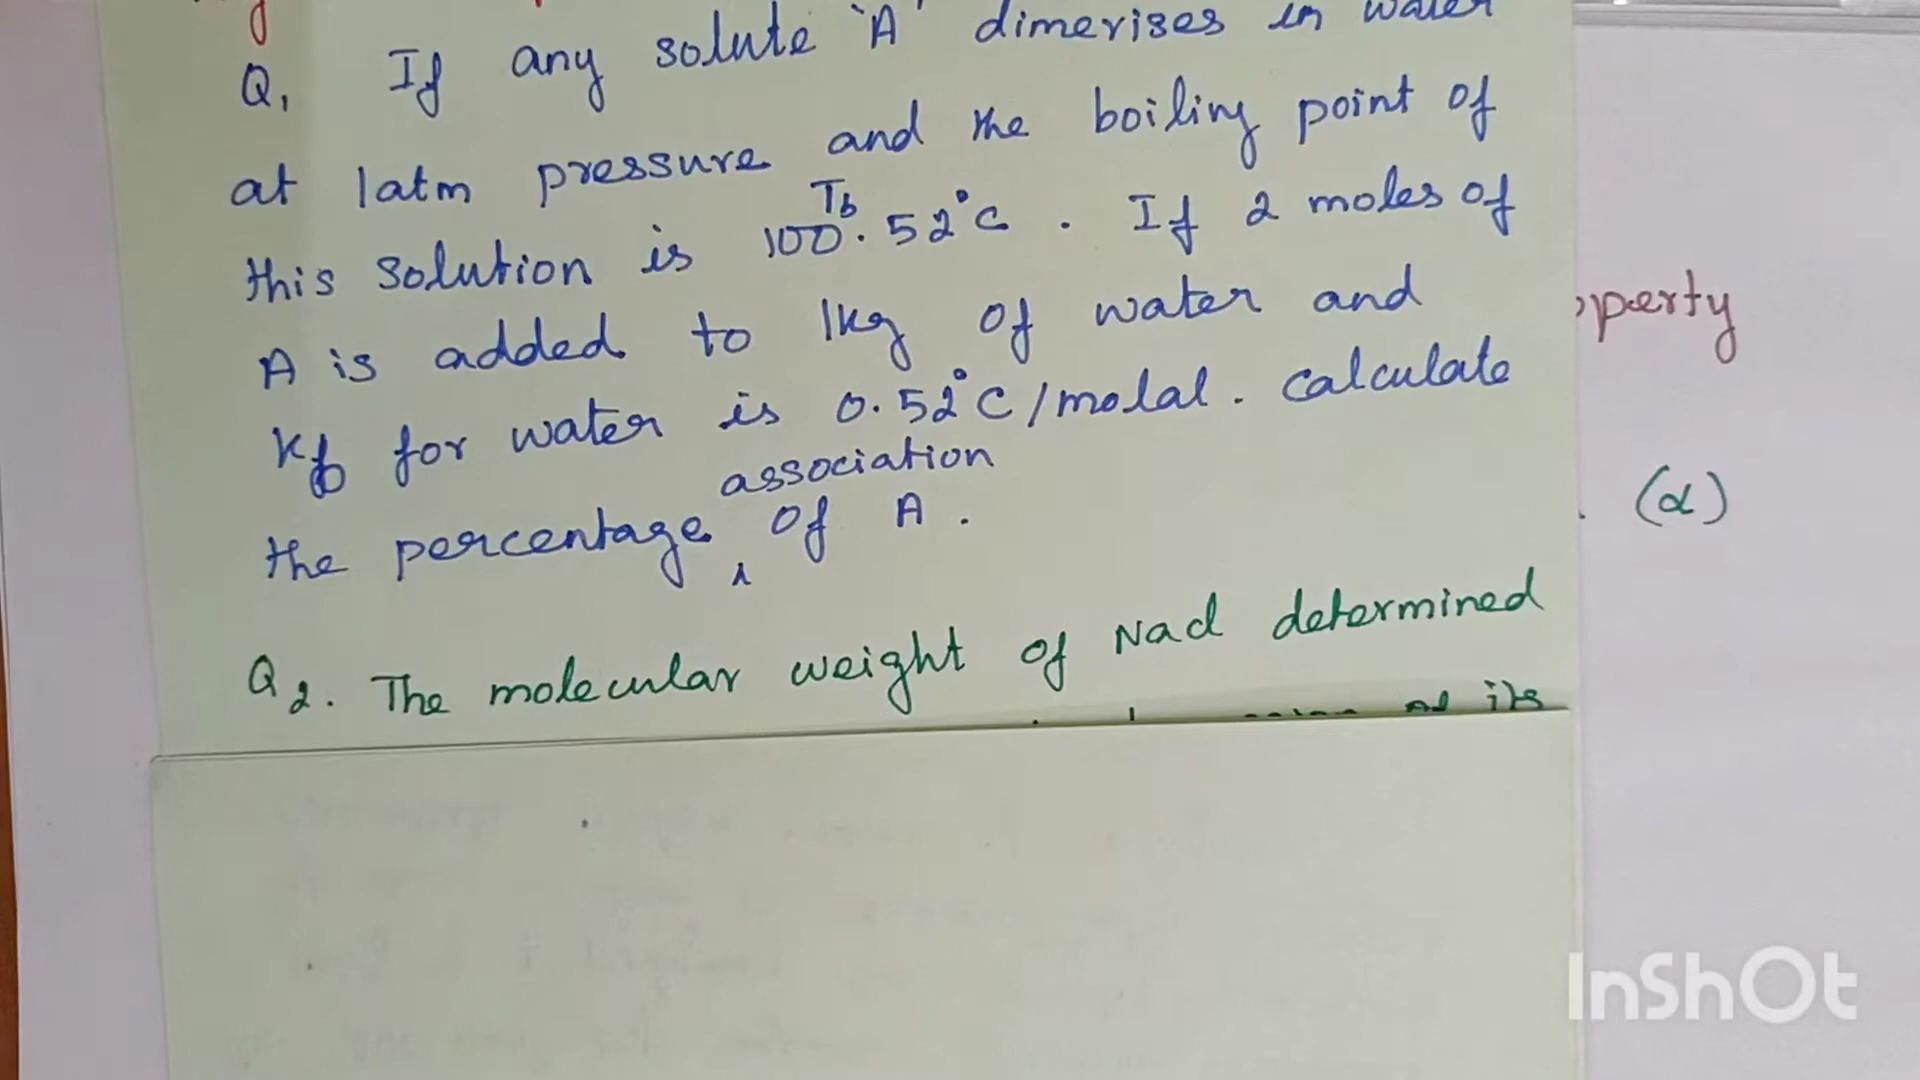 Q1 If any solute 'A' dimerises in water
at 1atm pressure and the boiling point of
Tb
this solution is 100.52°C. If 2 moles of
A is added to 1kg of water and
Kb for water is 0.52°C/molal. Calculate
association
the percentage of A.
Q2. The molecular weight of NaCl determined
its
operty
(α)
InShOt